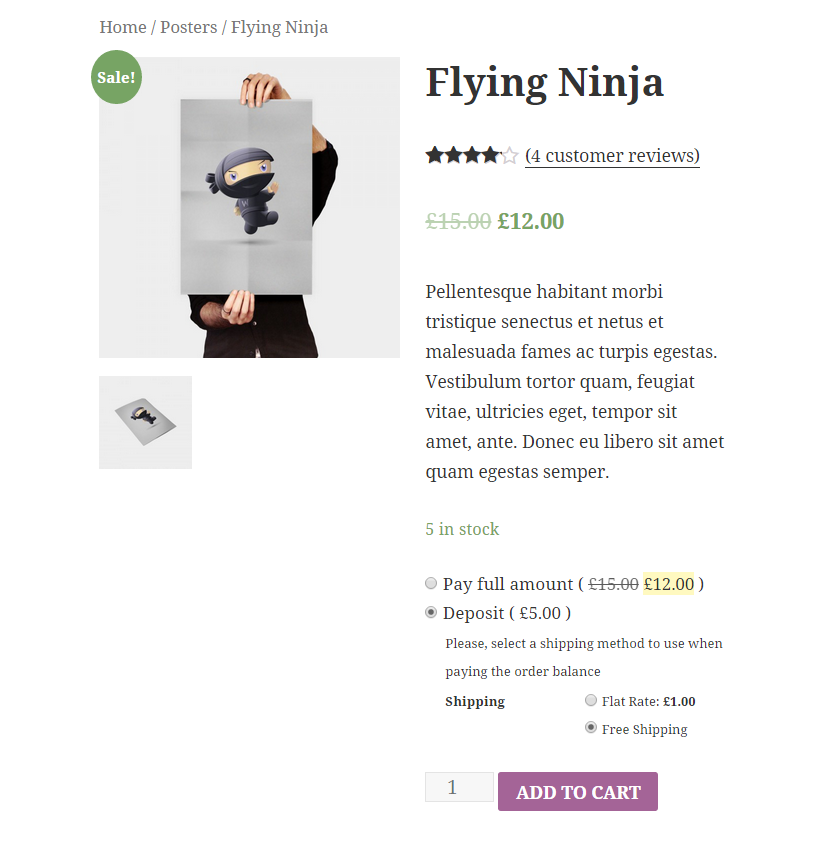 Home / Posters / Flying Ninja
Sale!
W
Flying Ninja
(4 customer reviews)
£15.00 £12.00
Pellentesque habitant morbi
tristique senectus et netus et
malesuada fames ac turpis egestas.
Vestibulum tortor quam, feugiat
vitae, ultricies eget, tempor sit
amet, ante. Donec eu libero sit amet
quam egestas semper.
5 in stock
Pay full amount ( £15.00 £12.00 )
Deposit ( £5.00 )
Please, select a shipping method to use when
paying the order balance
Shipping Flat Rate: £1.00
Free Shipping
1 ADD TO CART